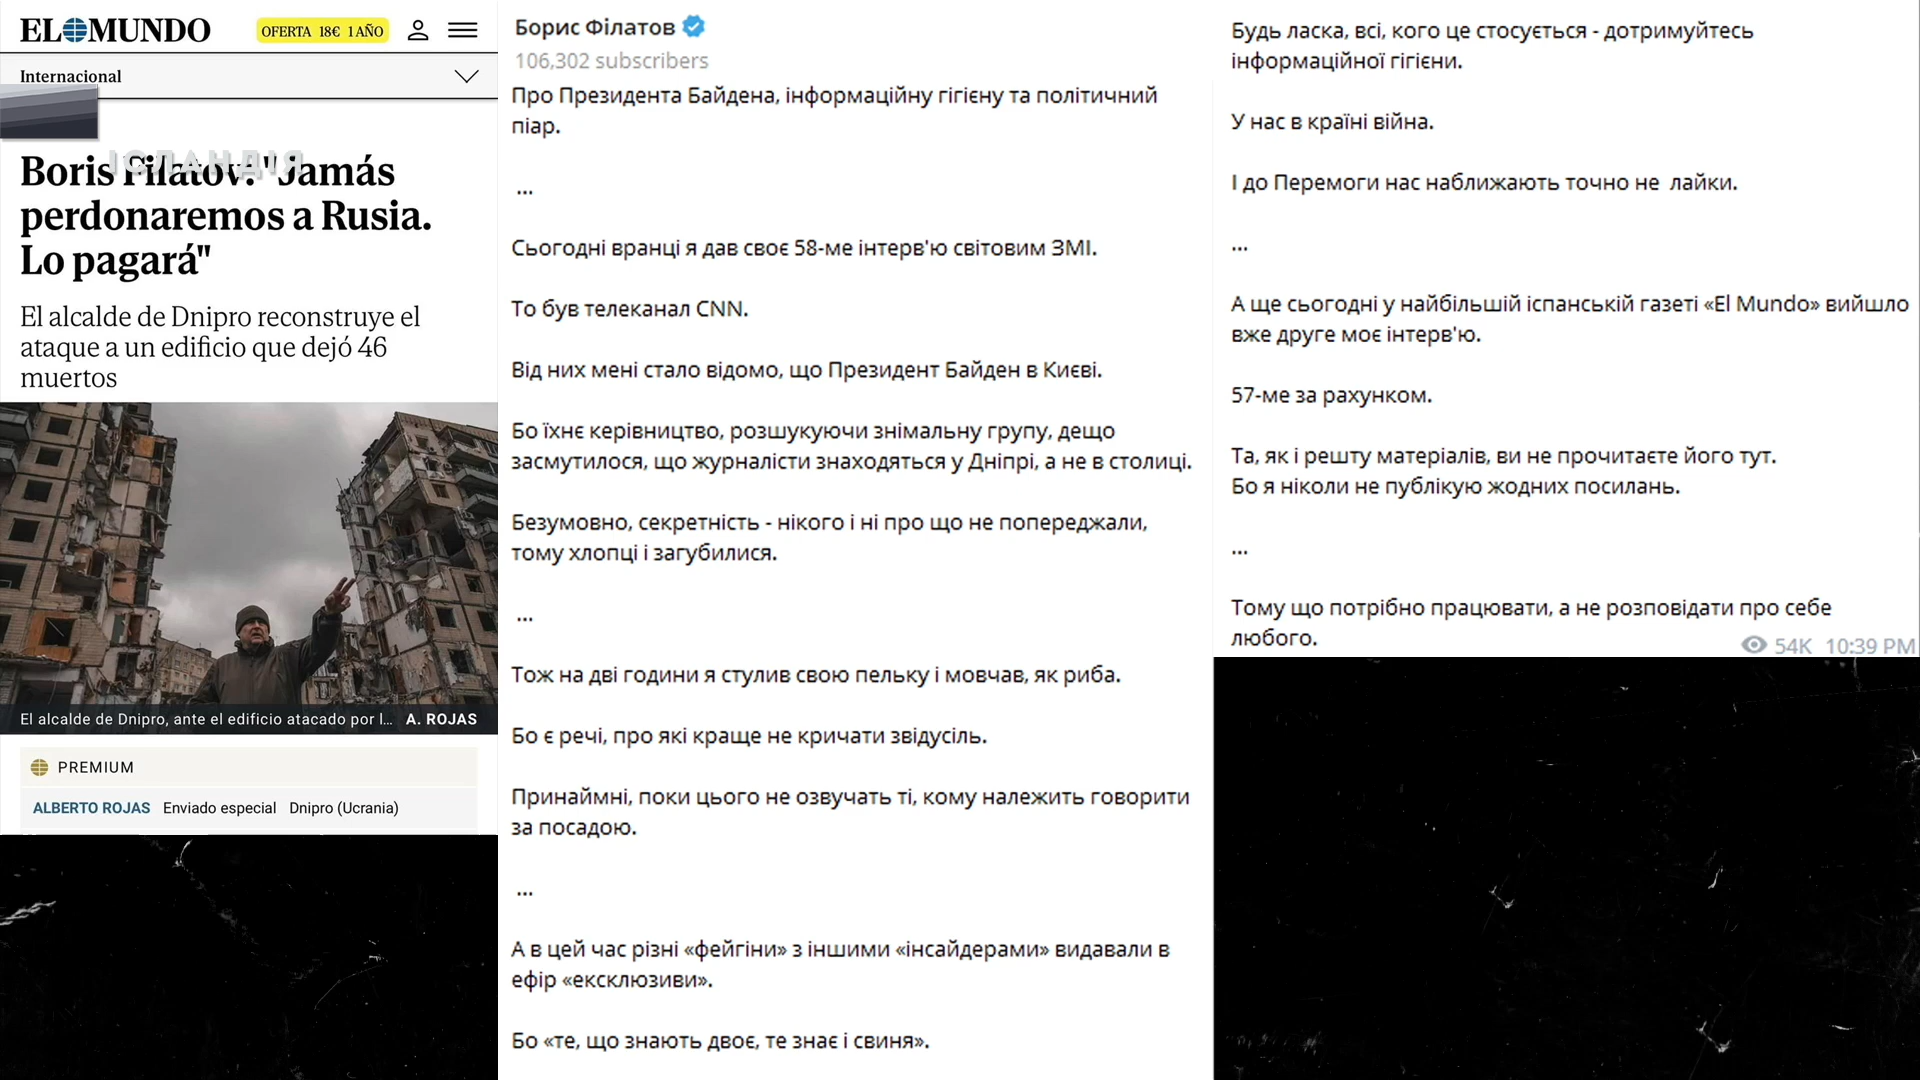 EL MUNDO
OFERTA 18€ 1 AÑO
Internacional
ІСЛАНДІЯ
Boris Filatov: "Jamás
perdonaremos a Rusia.
Lo pagará"
El alcalde de Dnipro reconstruye el
ataque a un edificio que dejó 46
muertos
El alcalde de Dnipro, ante el edificio atacado por l... A. ROJAS
PREMIUM
ALBERTO ROJAS Enviado especial Dnipro (Ucrania)
Борис Філатов
106,302 subscribers
Про Президента Байдена, інформаційну гігієну та політичний
піар.
...
Сьогодні вранці я дав своє 58-ме інтерв'ю світовим ЗМІ.
То був телеканал CNN.
Від них мені стало відомо, що Президент Байден в Києві.
Бо їхнє керівництво, розшукуючи знімальну групу, дещо
засмутилося, що журналісти знаходяться у Дніпрі, а не в столиці.
Безумовно, секретність - нікого і ні про що не попереджали,
тому хлопці і загубилися.
...
Тож на дві години я стулив свою пельку і мовчав, як риба.
Бо є речі, про які краще не кричати звідусіль.
Принаймні, поки цього не озвучать ті, кому належить говорити
за посадою.
...
А в цей час різні «фейгіни» з іншими «інсайдерами» видавали в
ефір «ексклюзиви».
Бо «те, що знають двоє, те знає і свиня».
Будь ласка, всі, кого це стосується - дотримуйтесь
інформаційної гігієни.
У нас в країні війна.
І до Перемоги нас наближають точно не лайки.
...
А ще сьогодні у найбільшій іспанській газеті «El Mundo» вийшло
вже друге моє інтерв'ю.
57-ме за рахунком.
Та, як і решту матеріалів, ви не прочитаєте його тут.
Бо я ніколи не публікую жодних посилань.
...
Тому що потрібно працювати, а не розповідати про себе
любого.
54K 10:39 PM